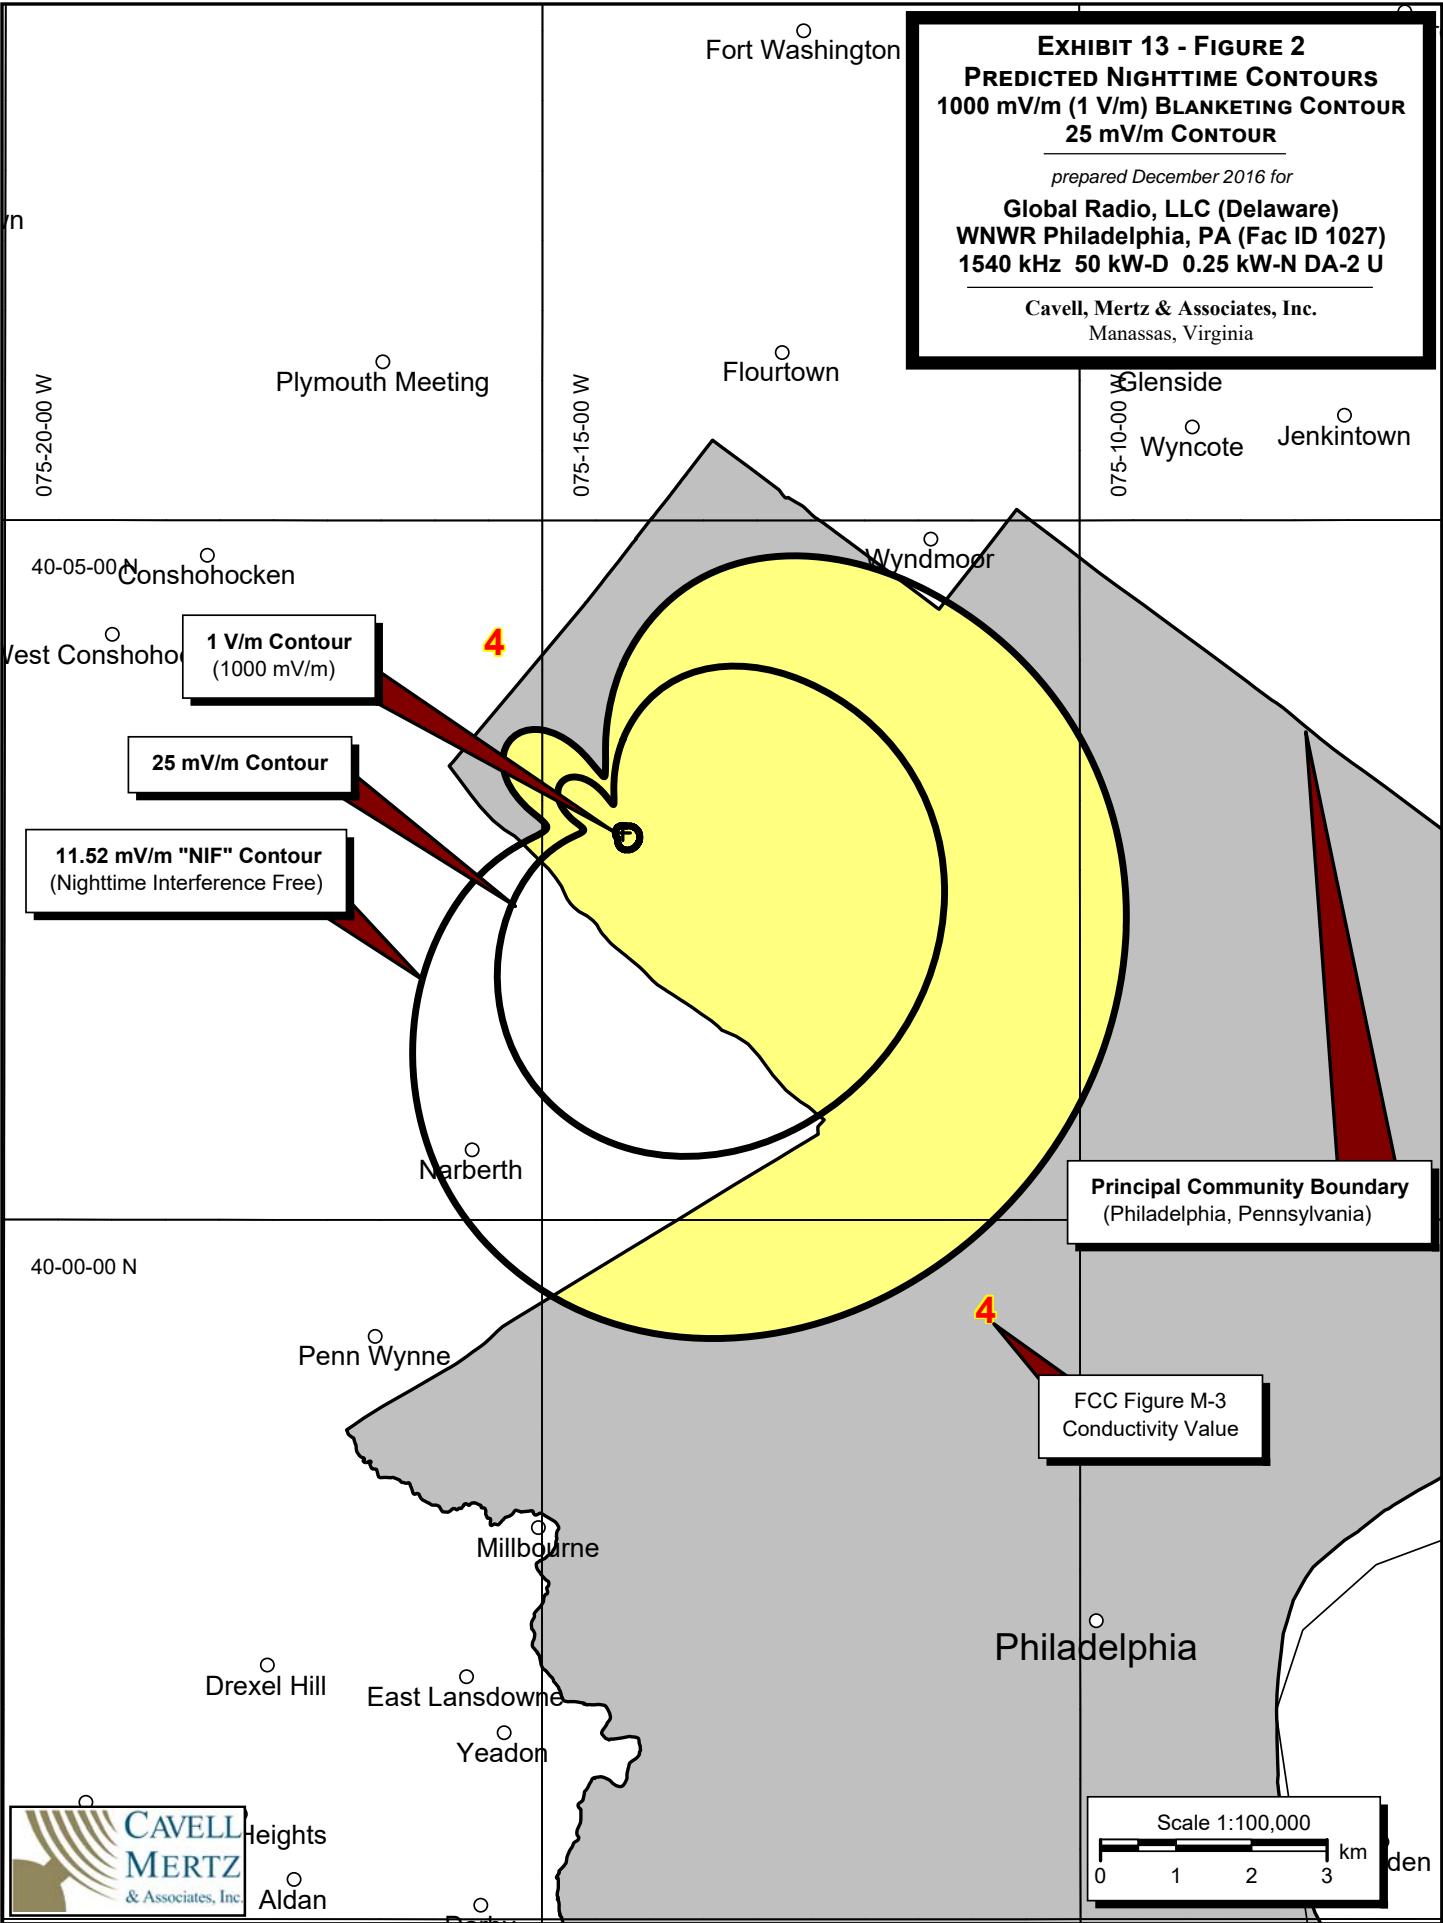 Fort Washington
EXHIBIT 13 - FIGURE 2
PREDICTED NIGHTTIME CONTOURS
1000 mV/m (1 V/m) BLANKETING CONTOUR
25 mV/m CONTOUR
prepared December 2016 for
Global Radio, LLC (Delaware)
WNWR Philadelphia, PA (Fac ID 1027)
1540 kHz 50 kW-D 0.25 kW-N DA-2 U
Cavell, Mertz & Associates, Inc.
Manassas, Virginia
Plymouth Meeting
Flourtown
Glenside
Wyncote
Jenkintown
075-20-00 W
075-15-00 W
075-10-00 W
40-05-00 N
Conshohocken
Wyndmoor
4
1 V/m Contour
(1000 mV/m)
25 mV/m Contour
11.52 mV/m "NIF" Contour
(Nighttime Interference Free)
Narberth
Principal Community Boundary
(Philadelphia, Pennsylvania)
40-00-00 N
4
Penn Wynne
FCC Figure M-3
Conductivity Value
Millbourne
Philadelphia
Drexel Hill
East Lansdowne
Yeadon
CAVELL
MERTZ
& Associates, Inc.
Heights
Aldan
Scale 1:100,000
km
0 1 2 3
den